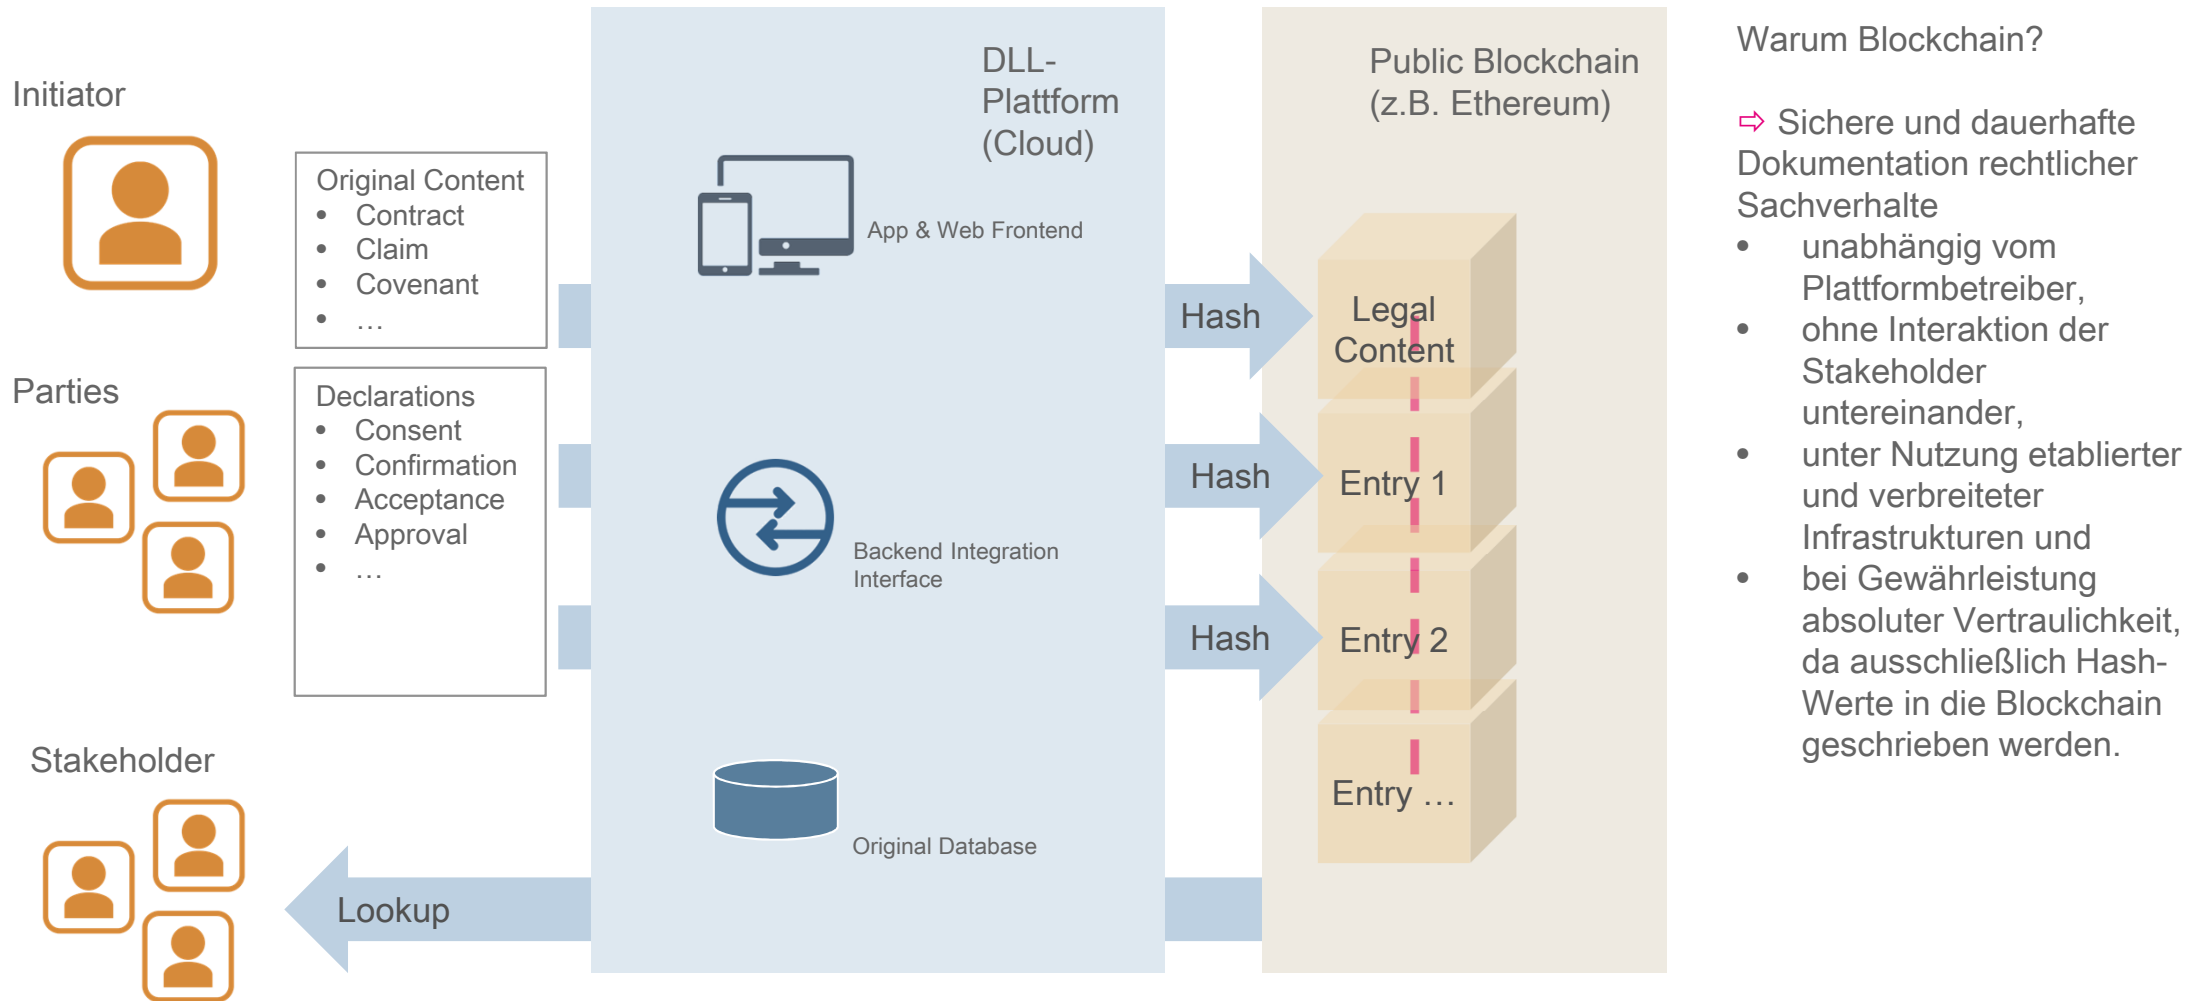 Initiator
Original Content
• Contract
• Claim
• Covenant
• …
Parties
Declarations
• Consent
• Confirmation
• Acceptance
• Approval
• …
Stakeholder
Lookup
DLL-
Plattform
(Cloud)
App & Web Frontend
Backend Integration
Interface
Original Database
Hash
Hash
Hash
Public Blockchain
(z.B. Ethereum)
Legal
Content
Entry 1
Entry 2
Entry …
Warum Blockchain?
⇨ Sichere und dauerhafte
Dokumentation rechtlicher
Sachverhalte
• unabhängig vom
Plattformbetreiber,
• ohne Interaktion der
Stakeholder
untereinander,
• unter Nutzung etablierter
und verbreiteter
Infrastrukturen und
• bei Gewährleistung
absoluter Vertraulichkeit,
da ausschließlich Hash-
Werte in die Blockchain
geschrieben werden.